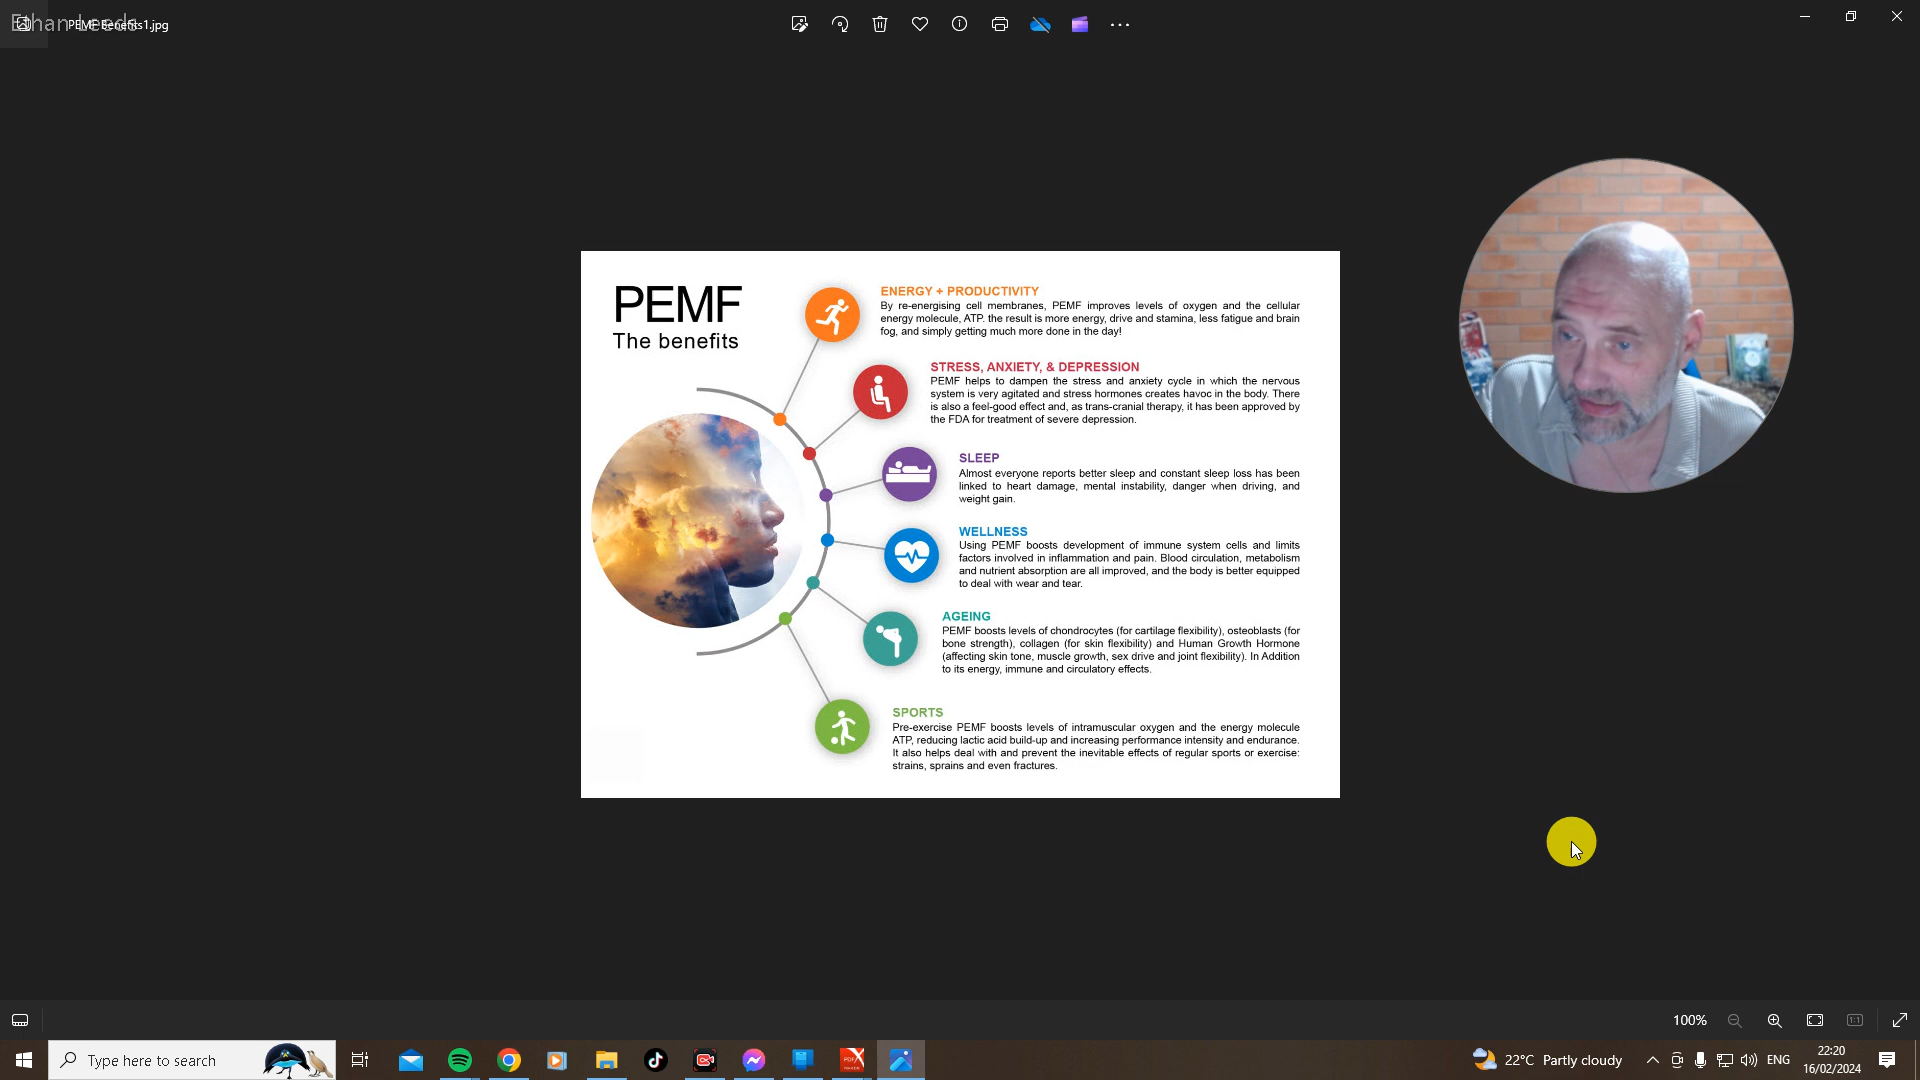 PEMF Benefits1.jpg
Ethan Leeds
PEMF
The benefits
ENERGY + PRODUCTIVITY
By re-energising cell membranes, PEMF improves levels of oxygen and the cellular
energy molecule, ATP. the result is more energy, drive and stamina, less fatigue and brain
fog, and simply getting much more done in the day!
STRESS, ANXIETY, & DEPRESSION
PEMF helps to dampen the stress and anxiety cycle in which the nervous
system is very agitated and stress hormones creates havoc in the body. There
is also a feel-good effect and, as trans-cranial therapy, it has been approved by
the FDA for treatment of severe depression.
SLEEP
Almost everyone reports better sleep and constant sleep loss has been
linked to heart damage, mental instability, danger when driving, and
weight gain.
WELLNESS
Using PEMF boosts development of immune system cells and limits
factors involved in inflammation and pain. Blood circulation, metabolism
and nutrient absorption are all improved, and the body is better equipped
to deal with wear and tear.
AGEING
PEMF boosts levels of chondrocytes (for cartilage flexibility), osteoblasts (for
bone strength), collagen (for skin flexibility) and Human Growth Hormone
(affecting skin tone, muscle growth, sex drive and joint flexibility). In Addition
to its energy, immune and circulatory effects.
SPORTS
Pre-exercise PEMF boosts levels of intramuscular oxygen and the energy molecule
ATP, reducing lactic acid build-up and increasing performance intensity and endurance.
It also helps deal with and prevent the inevitable effects of regular sports or exercise:
strains, sprains and even fractures.
100%
1:1
Type here to search
22°C Partly cloudy
ENG
22:20
16/02/2024